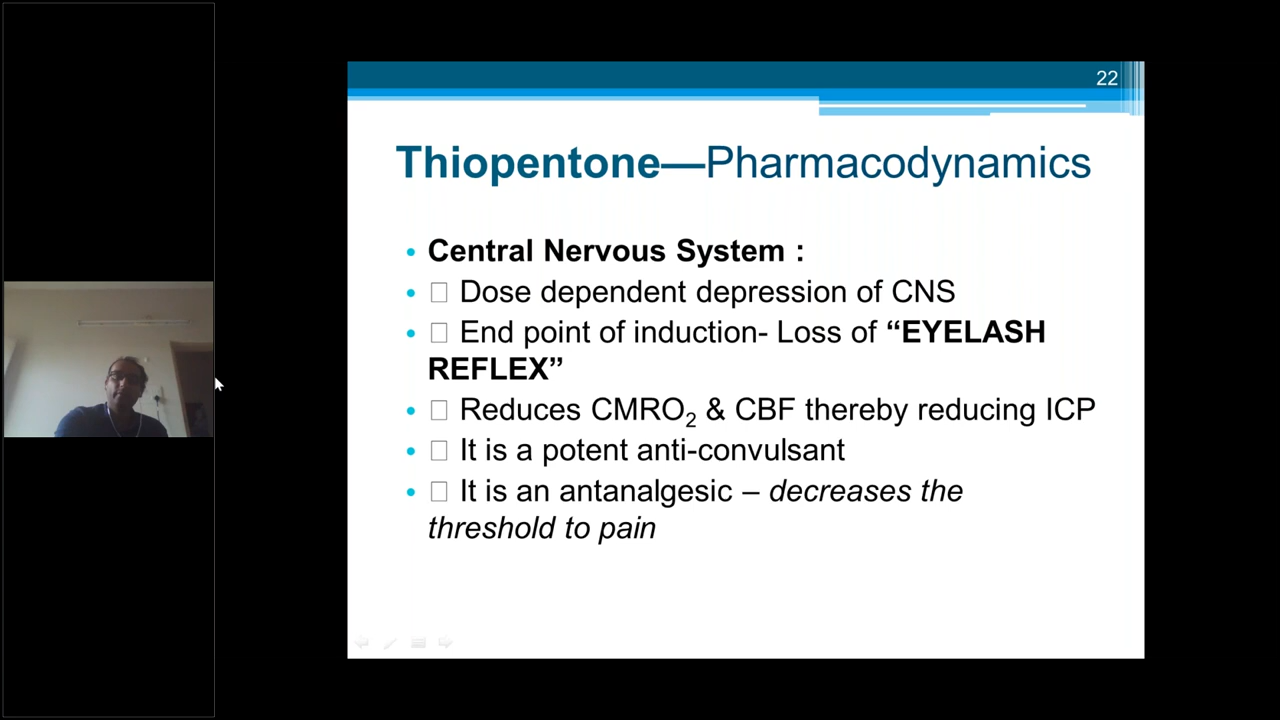 22
Thiopentone—Pharmacodynamics
• Central Nervous System :
• □ Dose dependent depression of CNS
• □ End point of induction- Loss of “EYELASH
REFLEX”
• □ Reduces CMRO₂ & CBF thereby reducing ICP
• □ It is a potent anti-convulsant
• □ It is an antanalgesic – decreases the
threshold to pain